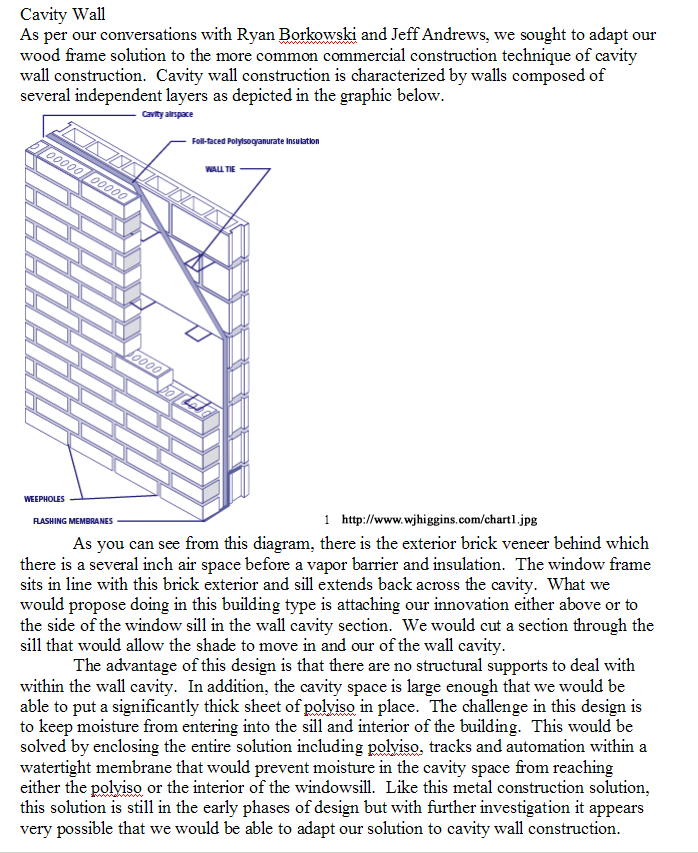 Cavity Wall
As per our conversations with Ryan Borkowski and Jeff Andrews, we sought to adapt our
wood frame solution to the more common commercial construction technique of cavity
wall construction.  Cavity wall construction is characterized by walls composed of
several independent layers as depicted in the graphic below.
Cavity airspace
Foil-faced Polyisocyanurate Insulation
WALL TIE
WEEPHOLES
FLASHING MEMBRANES
1 http://www.wjhiggins.com/chart1.jpg
As you can see from this diagram, there is the exterior brick veneer behind which
there is a several inch air space before a vapor barrier and insulation.  The window frame
sits in line with this brick exterior and sill extends back across the cavity.  What we
would propose doing in this building type is attaching our innovation either above or to
the side of the window sill in the wall cavity section.  We would cut a section through the
sill that would allow the shade to move in and our of the wall cavity.
The advantage of this design is that there are no structural supports to deal with
within the wall cavity.  In addition, the cavity space is large enough that we would be
able to put a significantly thick sheet of polyiso in place.  The challenge in this design is
to keep moisture from entering into the sill and interior of the building.  This would be
solved by enclosing the entire solution including polyiso, tracks and automation within a
watertight membrane that would prevent moisture in the cavity space from reaching
either the polyiso or the interior of the windowsill.  Like this metal construction solution,
this solution is still in the early phases of design but with further investigation it appears
very possible that we would be able to adapt our solution to cavity wall construction.